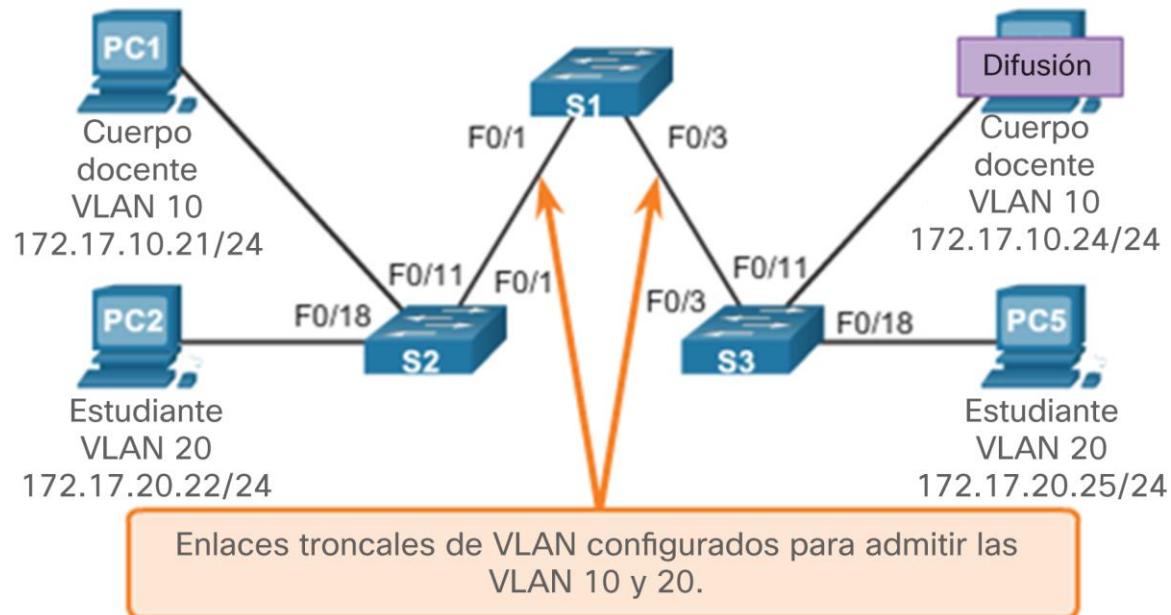 PC1
Cuerpo
docente
VLAN 10
172.17.10.21/24
S1
F0/1
F0/3
Difusión
Cuerpo
docente
VLAN 10
172.17.10.24/24
F0/11
F0/1
F0/18
PC2
S2
Estudiante
VLAN 20
172.17.20.22/24
F0/3
F0/11
F0/18
S3
PC5
Estudiante
VLAN 20
172.17.20.25/24
Enlaces troncales de VLAN configurados para admitir las
VLAN 10 y 20.